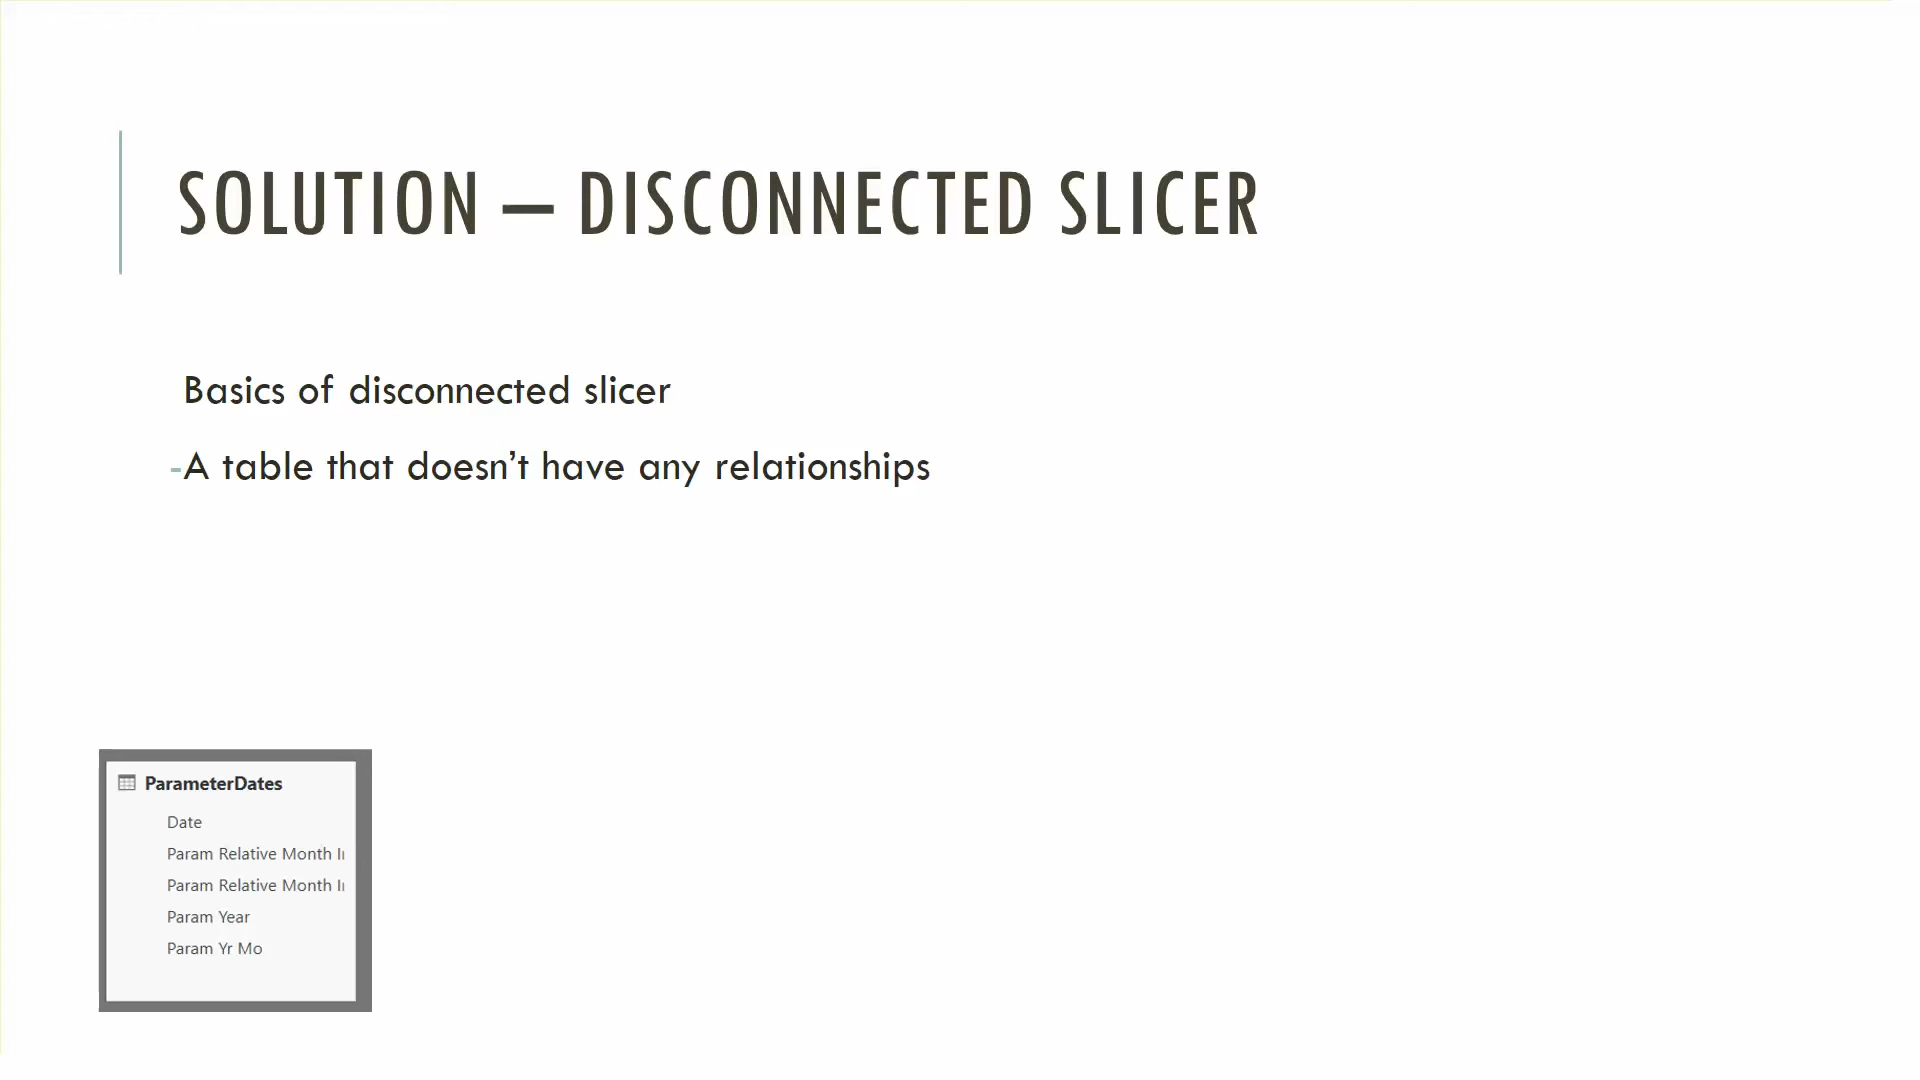 SOLUTION — DISCONNECTED SLICER
Basics of disconnected slicer
-A table that doesn’t have any relationships
ParameterDates
Date
Param Relative Month
Param Relative Month
Param Year
Param Yr Mo